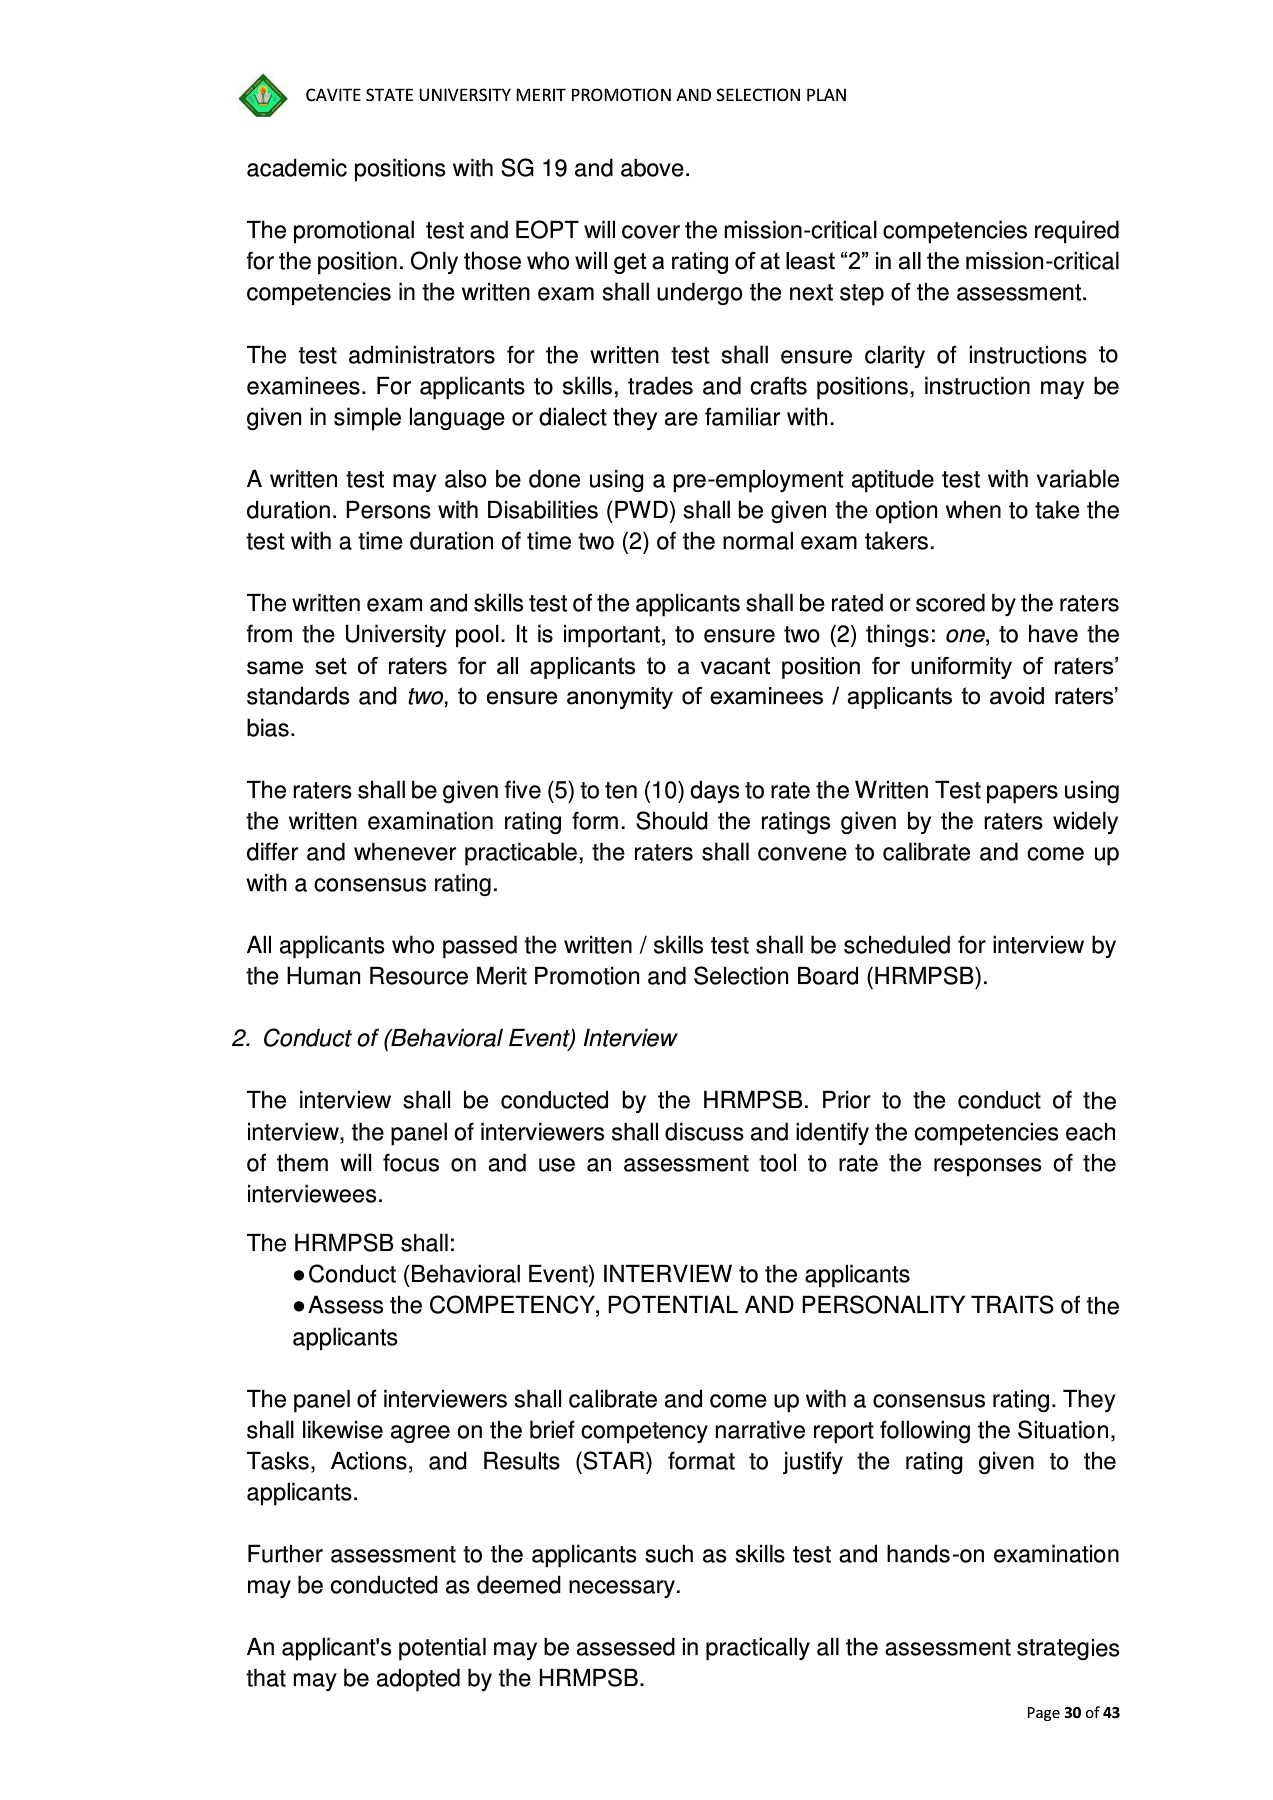 CAVITE STATE UNIVERSITY MERIT PROMOTION AND SELECTION PLAN
academic positions with SG 19 and above.
The promotional test and EOPT will cover the mission-critical competencies required
for the position. Only those who will get a rating of at least “2” in all the mission-critical
competencies in the written exam shall undergo the next step of the assessment.
The test administrators for the written test shall ensure clarity of instructions to
examinees. For applicants to skills, trades and crafts positions, instruction may be
given in simple language or dialect they are familiar with.
A written test may also be done using a pre-employment aptitude test with variable
duration. Persons with Disabilities (PWD) shall be given the option when to take the
test with a time duration of time two (2) of the normal exam takers.
The written exam and skills test of the applicants shall be rated or scored by the raters
from the University pool. It is important, to ensure two (2) things: one, to have the
same set of raters for all applicants to a vacant position for uniformity of raters’
standards and two, to ensure anonymity of examinees / applicants to avoid raters’
bias.
The raters shall be given five (5) to ten (10) days to rate the Written Test papers using
the written examination rating form. Should the ratings given by the raters widely
differ and whenever practicable, the raters shall convene to calibrate and come up
with a consensus rating.
All applicants who passed the written / skills test shall be scheduled for interview by
the Human Resource Merit Promotion and Selection Board (HRMPSB).
2. Conduct of (Behavioral Event) Interview
The interview shall be conducted by the HRMPSB. Prior to the conduct of the
interview, the panel of interviewers shall discuss and identify the competencies each
of them will focus on and use an assessment tool to rate the responses of the
interviewees.
The HRMPSB shall:
●Conduct (Behavioral Event) INTERVIEW to the applicants
●Assess the COMPETENCY, POTENTIAL AND PERSONALITY TRAITS of the
applicants
The panel of interviewers shall calibrate and come up with a consensus rating. They
shall likewise agree on the brief competency narrative report following the Situation,
Tasks, Actions, and Results (STAR) format to justify the rating given to the
applicants.
Further assessment to the applicants such as skills test and hands-on examination
may be conducted as deemed necessary.
An applicant's potential may be assessed in practically all the assessment strategies
that may be adopted by the HRMPSB.
Page 30 of 43